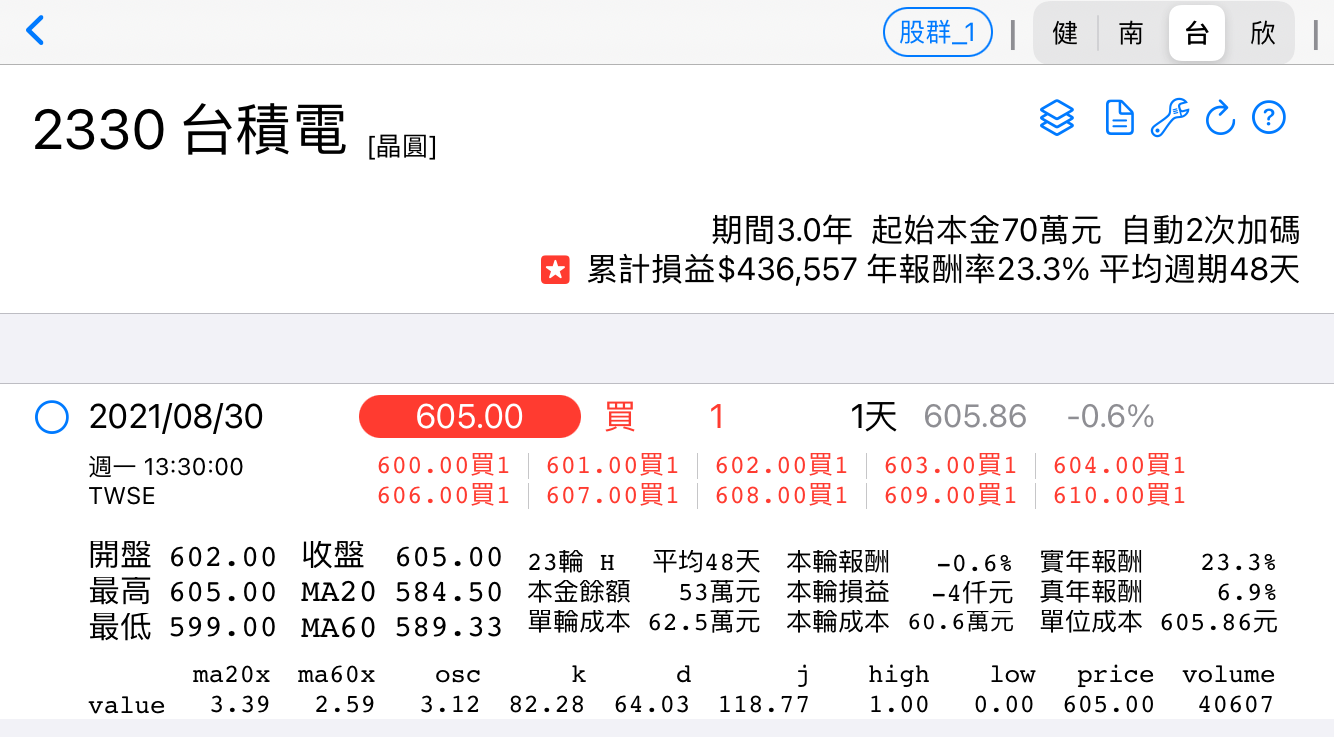 股群_1 | 健 南 台 欣 |
2330 台積電 [晶圓]
期間3.0年 起始本金70萬元 自動2次加碼
累計損益$436,557 年報酬率23.3% 平均週期48天
2021/08/30 605.00 買 1 1天 605.86 -0.6%
週一 13:30:00 600.00買1 601.00買1 602.00買1 603.00買1 604.00買1
TWSE 606.00買1 607.00買1 608.00買1 609.00買1 610.00買1
開盤 602.00 收盤 605.00 23輪 H 平均48天 本輪報酬 -0.6% 實年報酬 23.3%
最高 605.00 MA20 584.50 本金餘額 53萬元 本輪損益 -4仟元 真年報酬 6.9%
最低 599.00 MA60 589.33 單輪成本 62.5萬元 本輪成本 60.6萬元 單位成本 605.86元
ma20x ma60x osc k d j high low price volume
value 3.39 2.59 3.12 82.28 64.03 118.77 1.00 0.00 605.00 40607